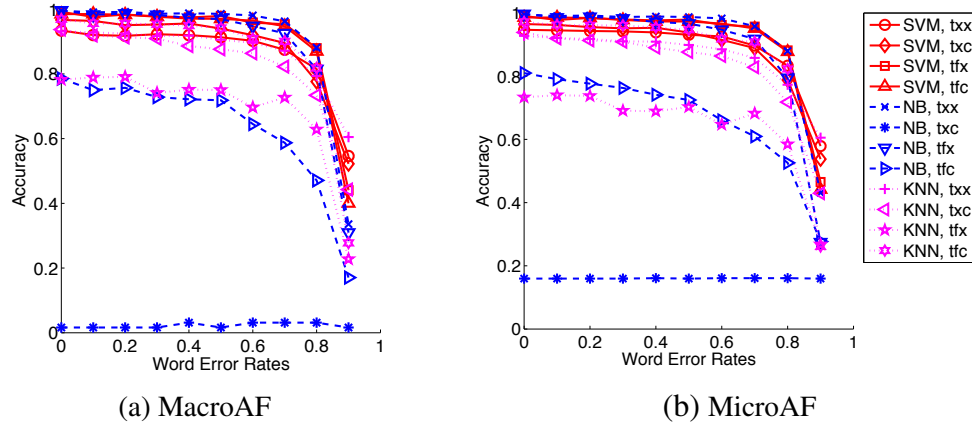 1
0.8
0.6
0.4
0.2
0
Accuracy
0
0.2
0.4
0.6
0.8
1
Word Error Rates
(a) MacroAF
1
0.8
0.6
0.4
0.2
0
Accuracy
0
0.2
0.4
0.6
0.8
1
Word Error Rates
(b) MicroAF
SVM, txx
SVM, txc
SVM, tfx
SVM, tfc
NB, txx
NB, txc
NB, tfx
NB, tfc
KNN, txx
KNN, txc
KNN, tfx
KNN, tfc